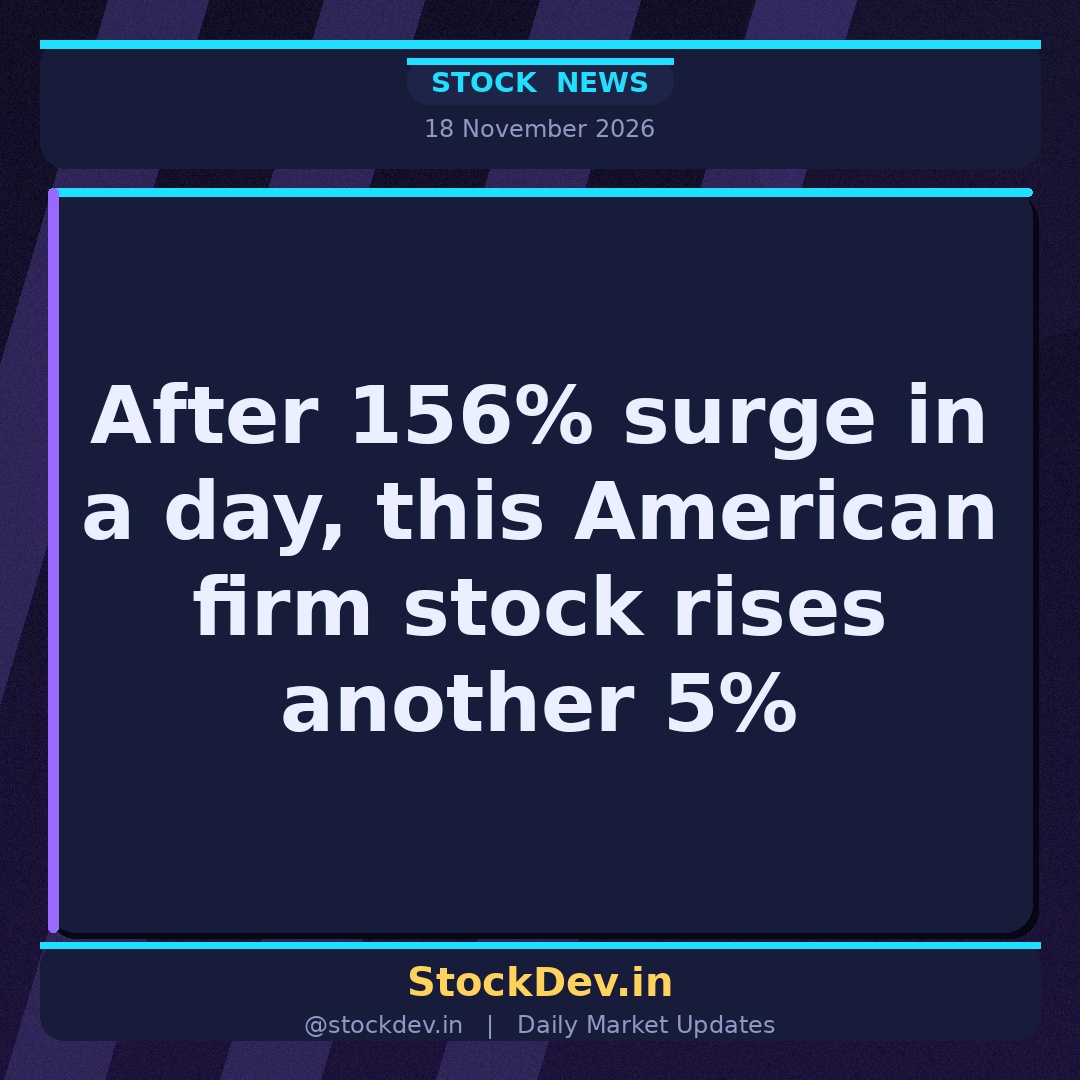 STOCK NEWS
18 November 2026
After 156% surge in
a day, this American
firm stock rises
another 5%
StockDev.in
@stockdev.in | Daily Market Updates